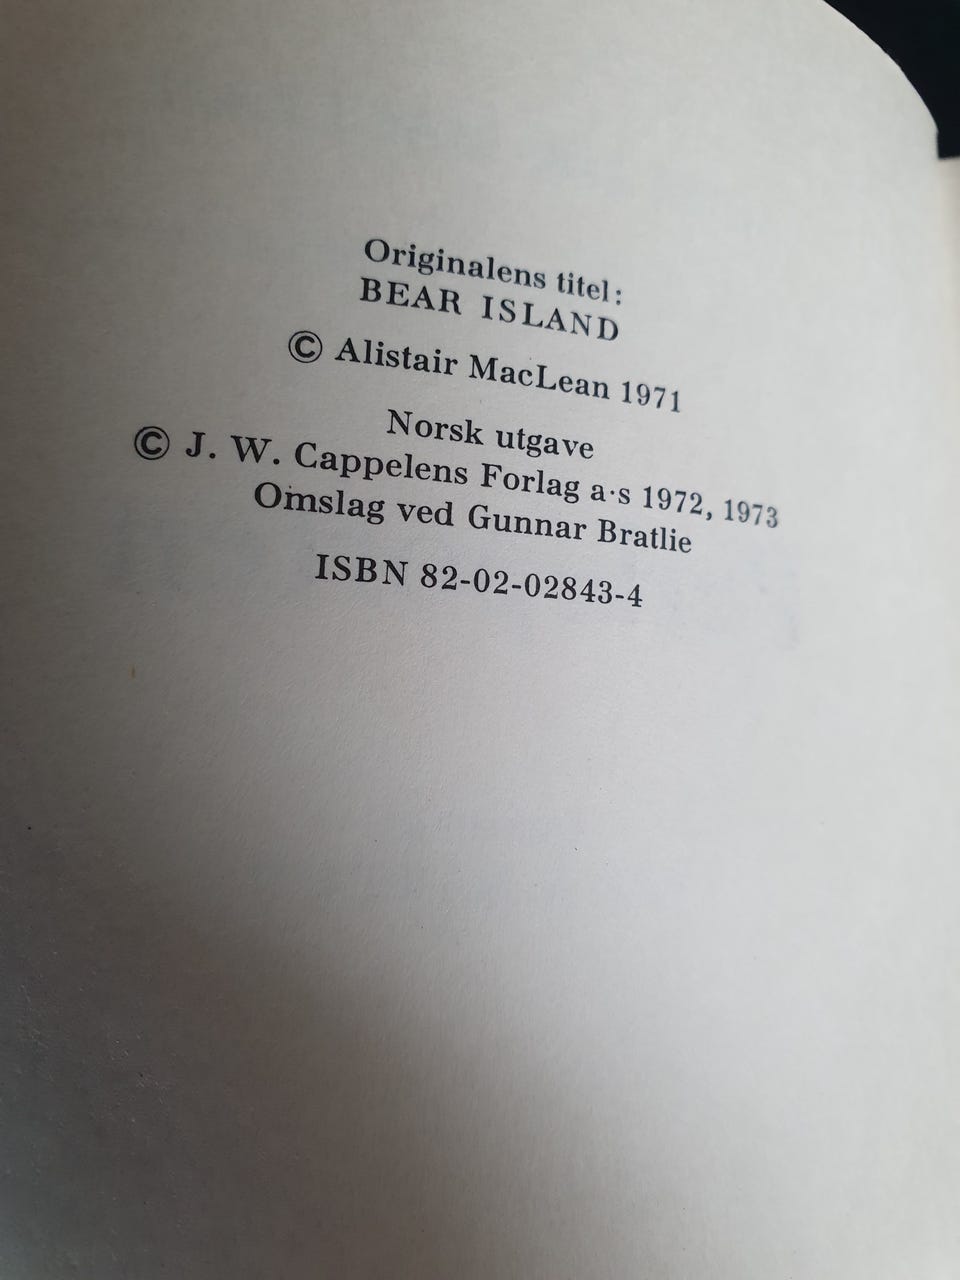 Originalens titel:
BEAR ISLAND
© Alistair MacLean 1971
Norsk utgave
© J. W. Cappelens Forlag a·s 1972, 1973
Omslag ved Gunnar Bratlie
ISBN 82-02-02843-4